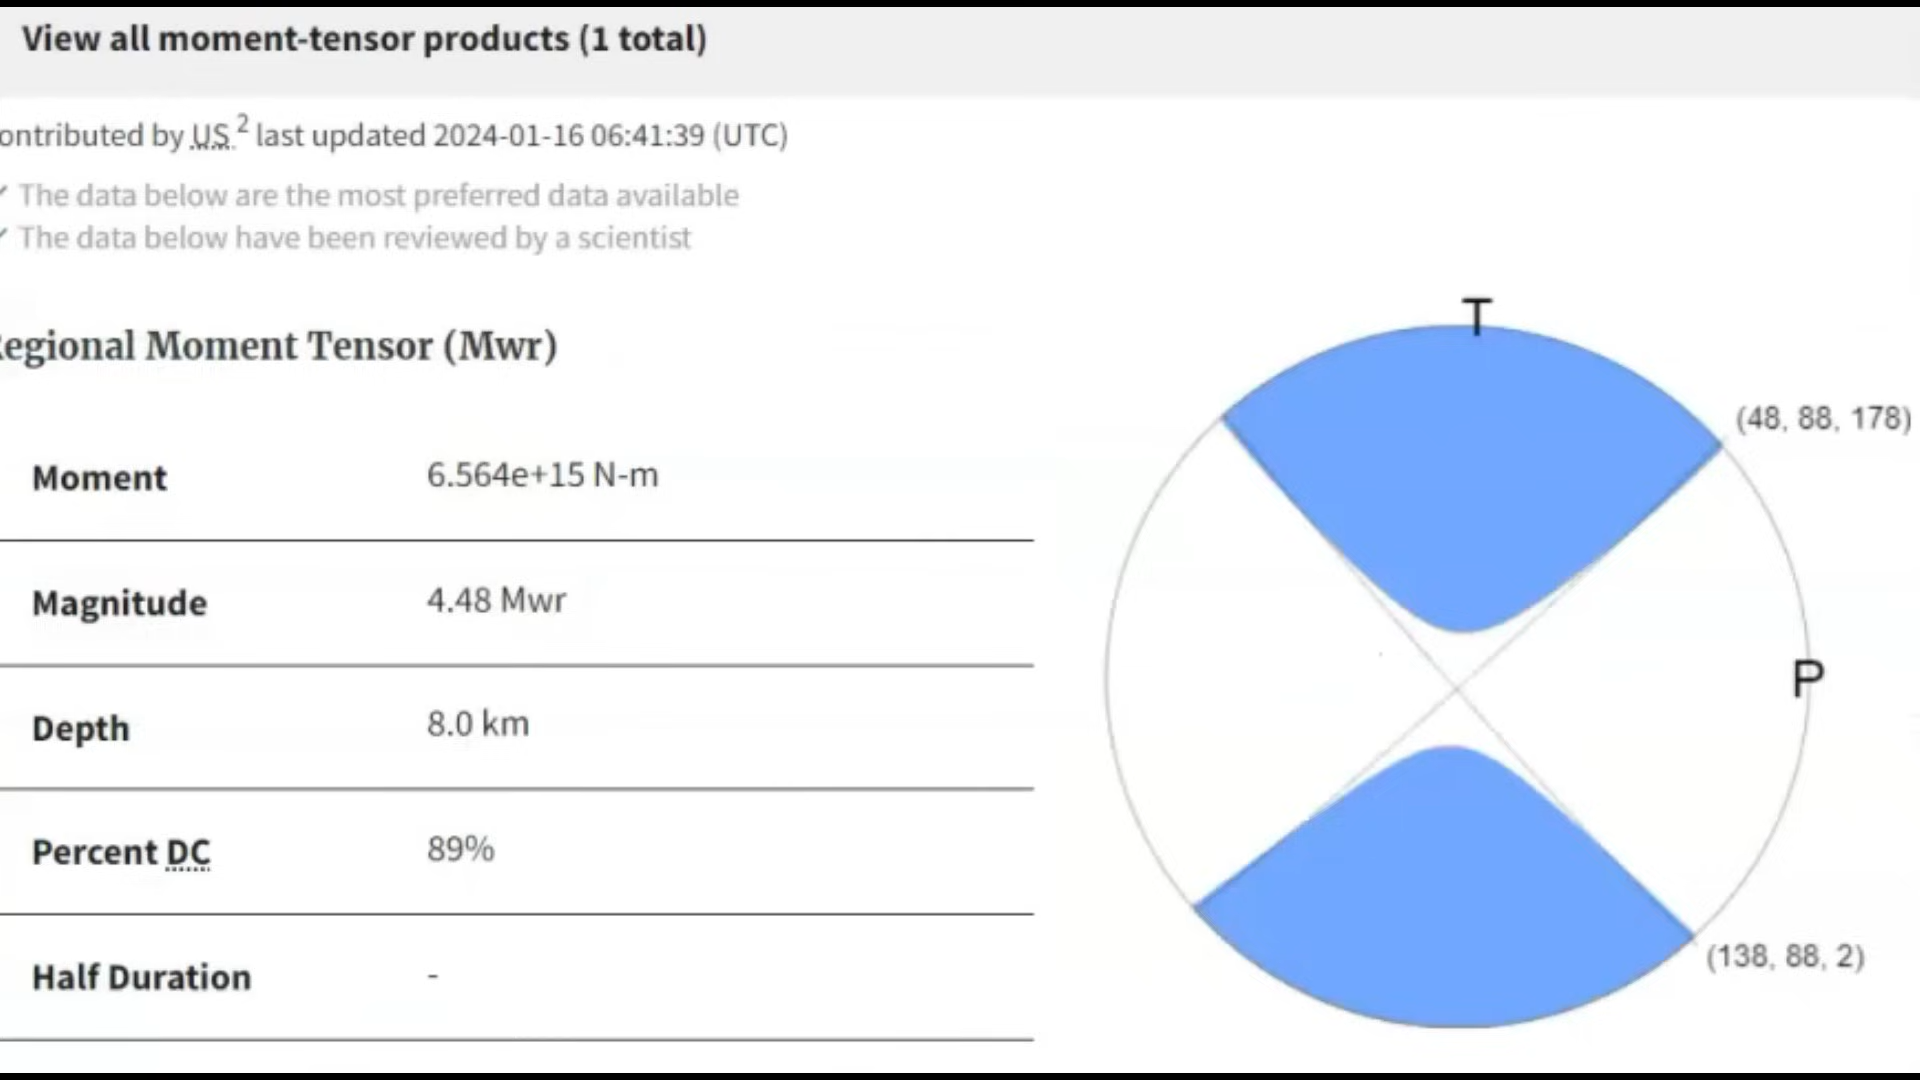 View all moment-tensor products (1 total)
ontributed by US 2 last updated 2024-01-16 06:41:39 (UTC)
The data below are the most preferred data available
The data below have been reviewed by a scientist
egional Moment Tensor (Mwr)
Moment 6.564e+15 N-m
Magnitude 4.48 Mwr
Depth 8.0 km
Percent DC 89%
Half Duration -
T
(48, 88, 178)
P
(138, 88, 2)